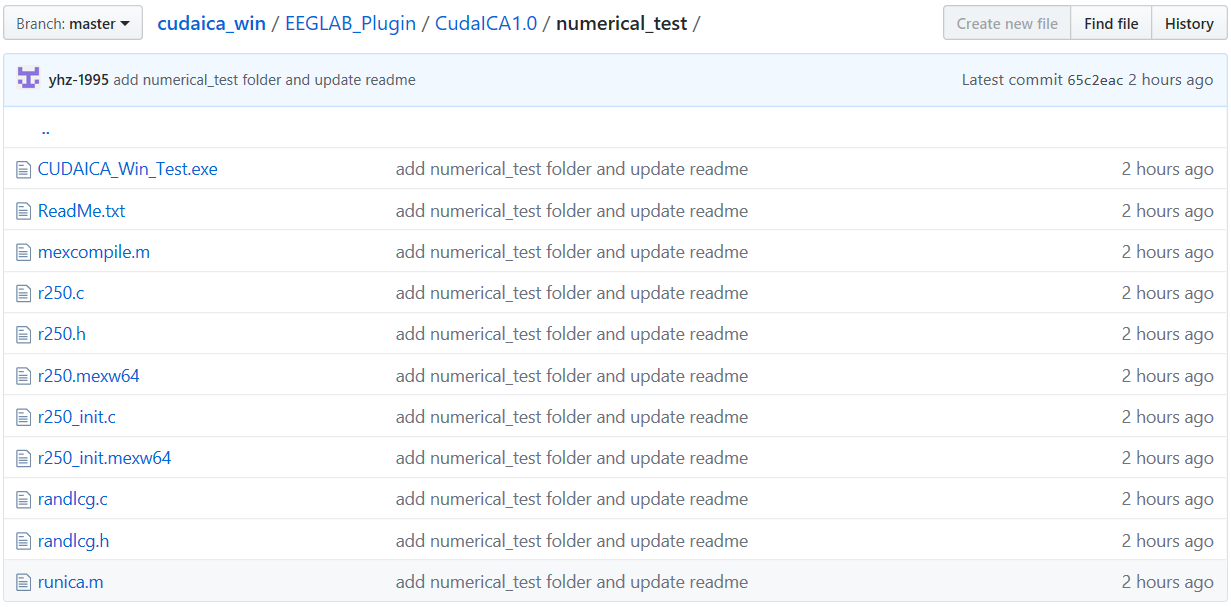 Branch: master cudaica_win / EEGLAB_Plugin / CudaICA1.0 / numerical_test / Create new file Find file History
yhz-1995 add numerical_test folder and update readme Latest commit 65c2eac 2 hours ago
..
CUDAICA_Win_Test.exe add numerical_test folder and update readme 2 hours ago
ReadMe.txt add numerical_test folder and update readme 2 hours ago
mexcompile.m add numerical_test folder and update readme 2 hours ago
r250.c add numerical_test folder and update readme 2 hours ago
r250.h add numerical_test folder and update readme 2 hours ago
r250.mexw64 add numerical_test folder and update readme 2 hours ago
r250_init.c add numerical_test folder and update readme 2 hours ago
r250_init.mexw64 add numerical_test folder and update readme 2 hours ago
randlcg.c add numerical_test folder and update readme 2 hours ago
randlcg.h add numerical_test folder and update readme 2 hours ago
runica.m add numerical_test folder and update readme 2 hours ago